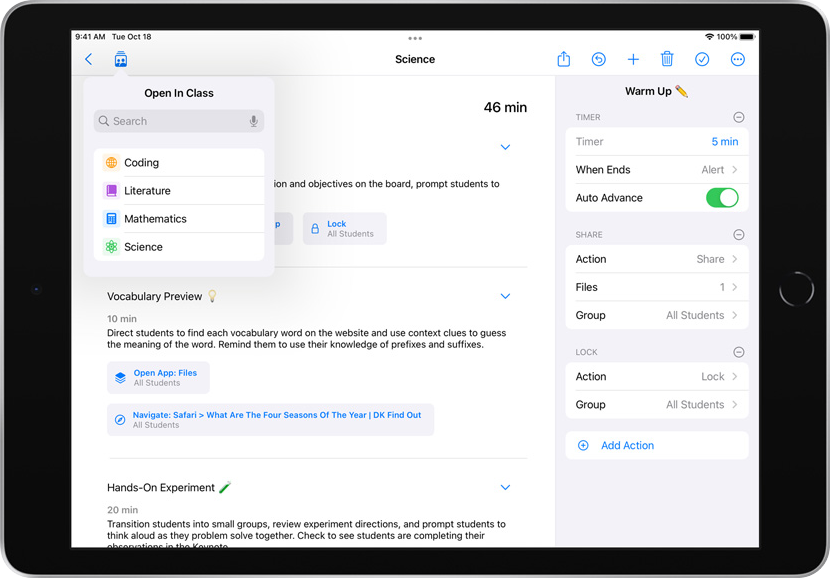 9:41 AM Tue Oct 18
100%
Science
Open In Class
Search
Coding
Literature
Mathematics
Science
46 min
ion and objectives on the board, prompt students to
p
Lock
All Students
Vocabulary Preview
10 min
Direct students to find each vocabulary word on the website and use context clues to guess
the meaning of the word. Remind them to use their knowledge of prefixes and suffixes.
Open App: Files
All Students
Navigate: Safari > What Are The Four Seasons Of The Year | DK Find Out
All Students
Hands-On Experiment
20 min
Transition students into small groups, review experiment directions, and prompt students to
think aloud as they problem solve together. Check to see students are completing their
observations in the Keynote.
Warm Up
TIMER
Timer 5 min
When Ends Alert
Auto Advance
SHARE
Action Share
Files 1
Group All Students
LOCK
Action Lock
Group All Students
Add Action